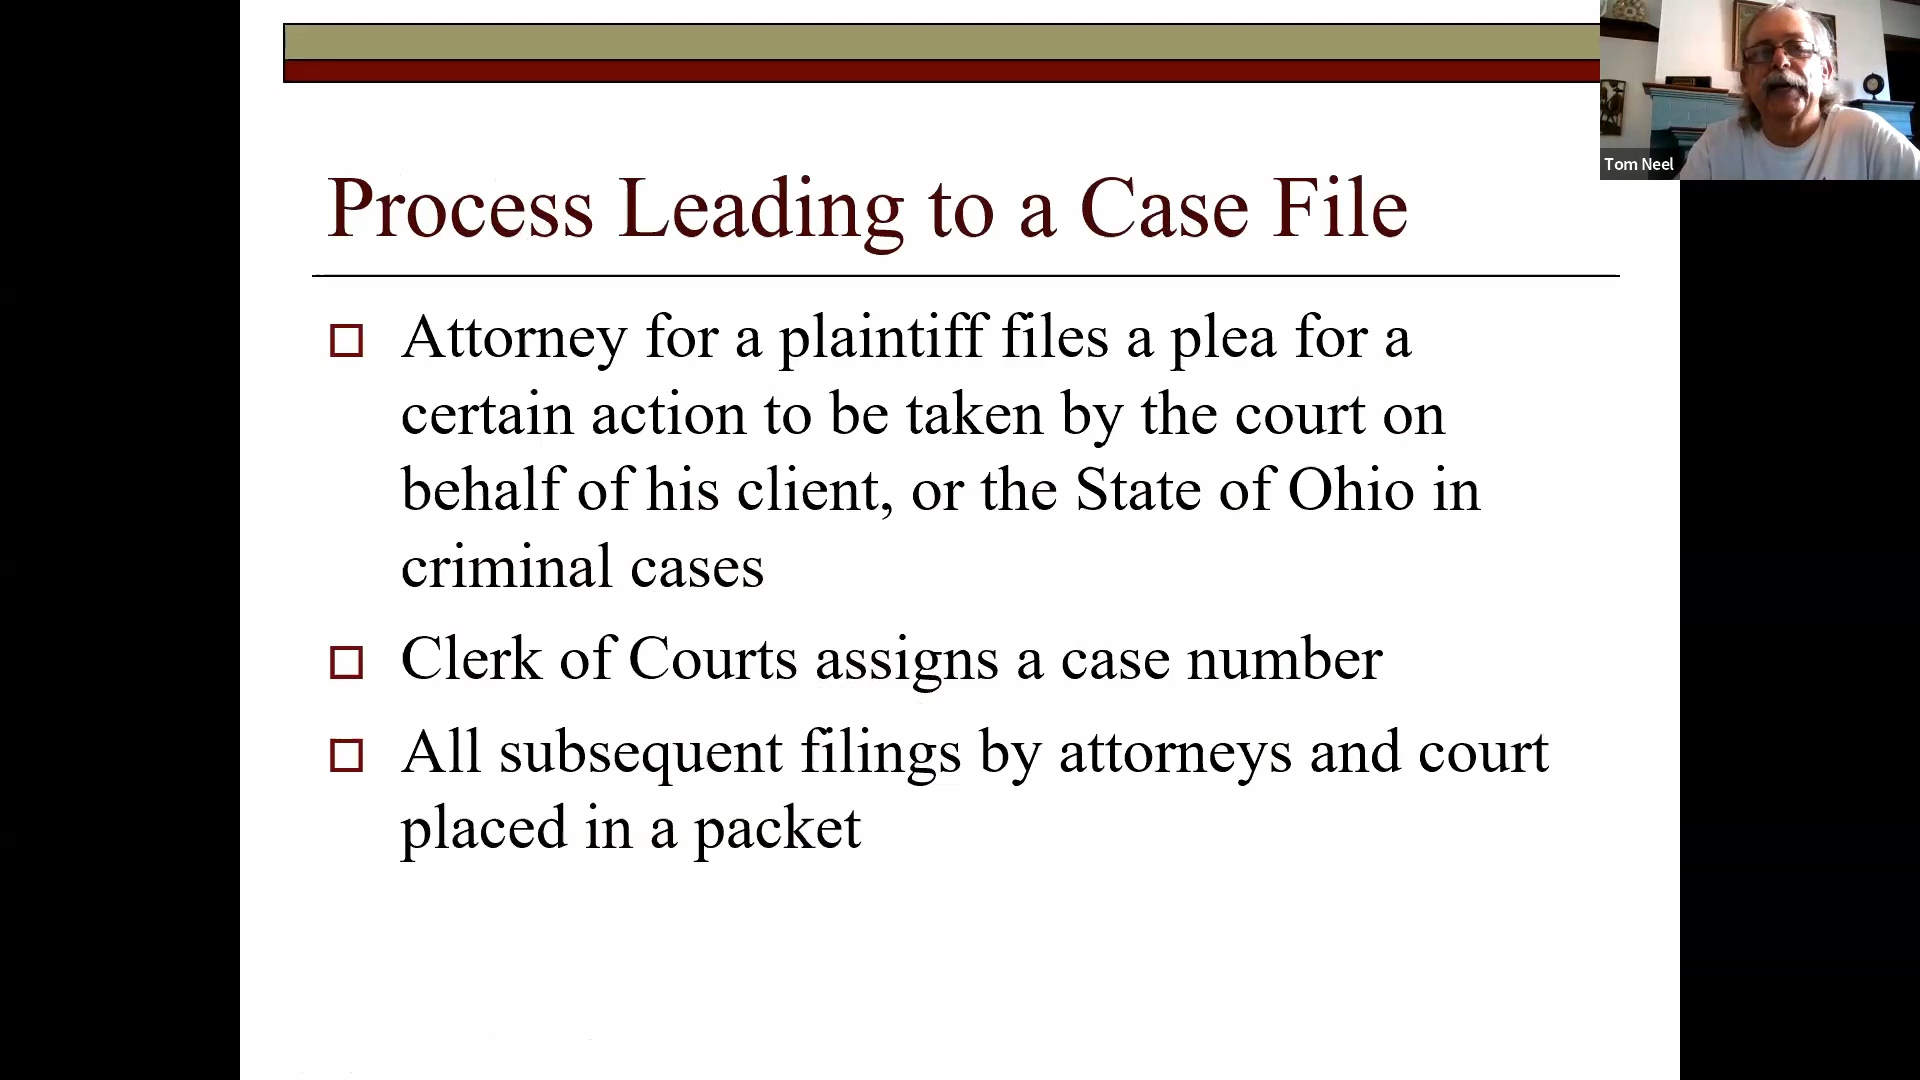 Tom Neel
Process Leading to a Case File
Attorney for a plaintiff files a plea for a
certain action to be taken by the court on
behalf of his client, or the State of Ohio in
criminal cases
Clerk of Courts assigns a case number
All subsequent filings by attorneys and court
placed in a packet